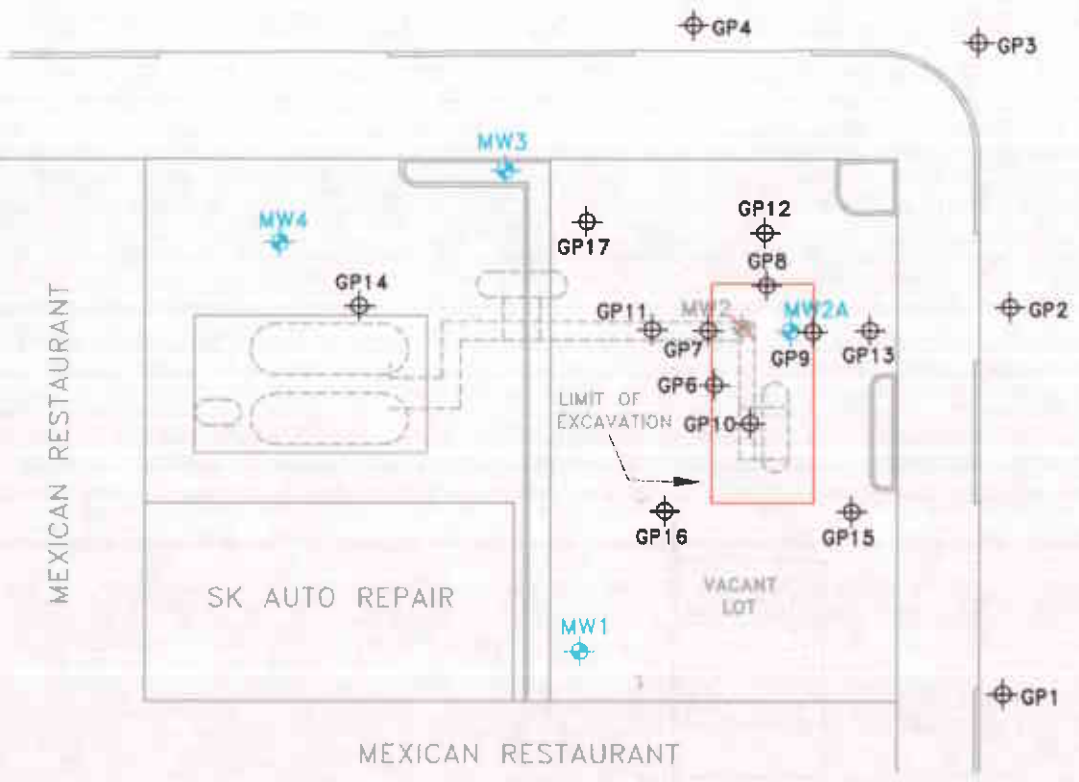 GP4
GP3
MW3
MW4
GP17
GP12
GP8
GP14
GP11
MW2
GP7
MW2A
GP9
GP13
GP2
MEXICAN RESTAURANT
GP6
LIMIT OF
EXCAVATION
GP10
GP16
GP15
SK AUTO REPAIR
VACANT
LOT
MW1
GP1
MEXICAN RESTAURANT